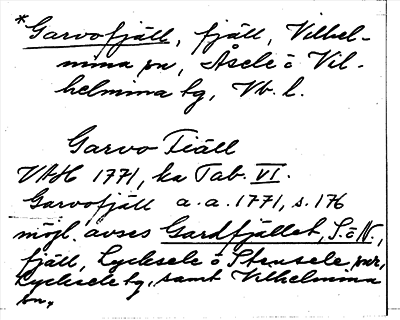 *Garvofjäll, fjäll, Vilhel-
mina sn, Åsele o Vil-
helmina tg, Vb. l.
Garvo Fiäll
VAH 1771, ka Tab. VI.
Garvofjäll a.a. 1771, s. 176
möjl. avses Gardfjället, S. o N.,
fjäll, Lycksele o Stensele snr,
Lycksele tg, samt Vilhelmina
sn.